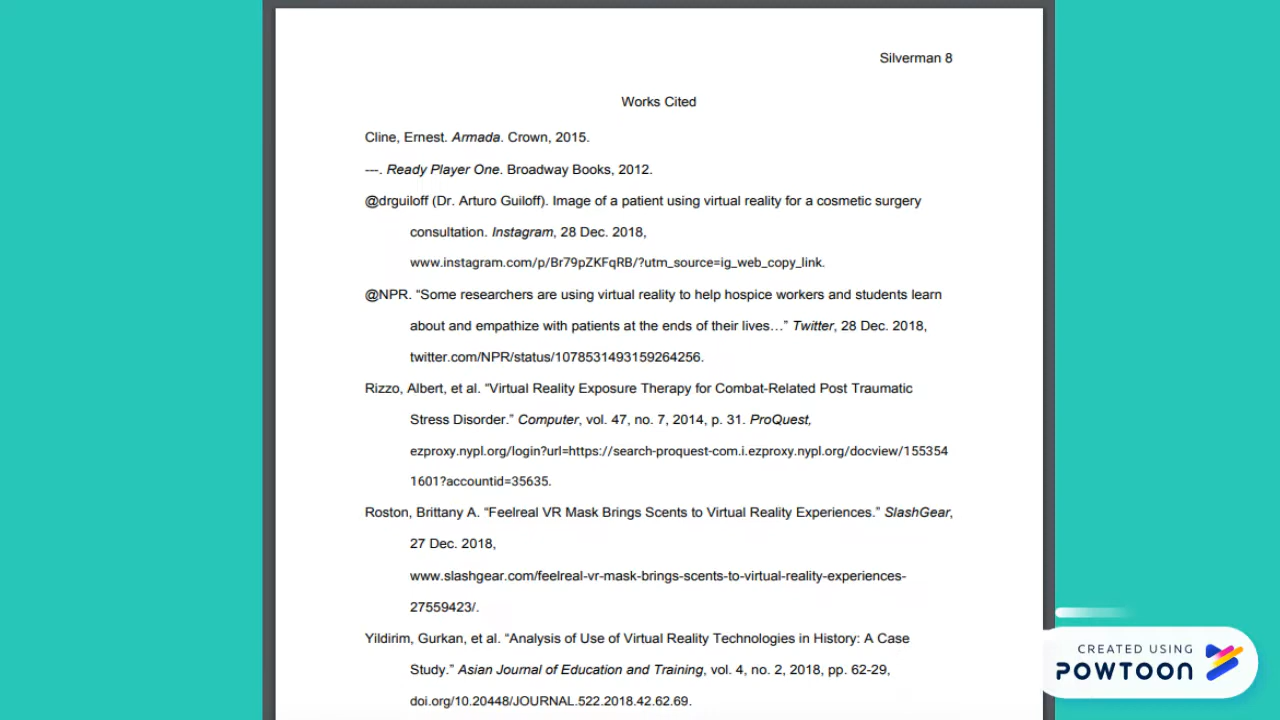 Silverman 8
Works Cited
Cline, Ernest. Armada. Crown, 2015.
---. Ready Player One. Broadway Books, 2012.
@drguiloff (Dr. Arturo Guiloff). Image of a patient using virtual reality for a cosmetic surgery
consultation. Instagram, 28 Dec. 2018,
www.instagram.com/p/Br79pZKFqRB/?utm_source=ig_web_copy_link.
@NPR. “Some researchers are using virtual reality to help hospice workers and students learn
about and empathize with patients at the ends of their lives…” Twitter, 28 Dec. 2018,
twitter.com/NPR/status/1078531493159264256.
Rizzo, Albert, et al. “Virtual Reality Exposure Therapy for Combat-Related Post Traumatic
Stress Disorder.” Computer, vol. 47, no. 7, 2014, p. 31. ProQuest,
ezproxy.nypl.org/login?url=https://search-proquest-com.i.ezproxy.nypl.org/docview/155354
1601?accountid=35635.
Roston, Brittany A. “Feelreal VR Mask Brings Scents to Virtual Reality Experiences.” SlashGear,
27 Dec. 2018,
www.slashgear.com/feelreal-vr-mask-brings-scents-to-virtual-reality-experiences-
27559423/.
Yildirim, Gurkan, et al. “Analysis of Use of Virtual Reality Technologies in History: A Case
Study.” Asian Journal of Education and Training, vol. 4, no. 2, 2018, pp. 62-29,
doi.org/10.20448/JOURNAL.522.2018.42.62.69.
CREATED USING
POWTOON